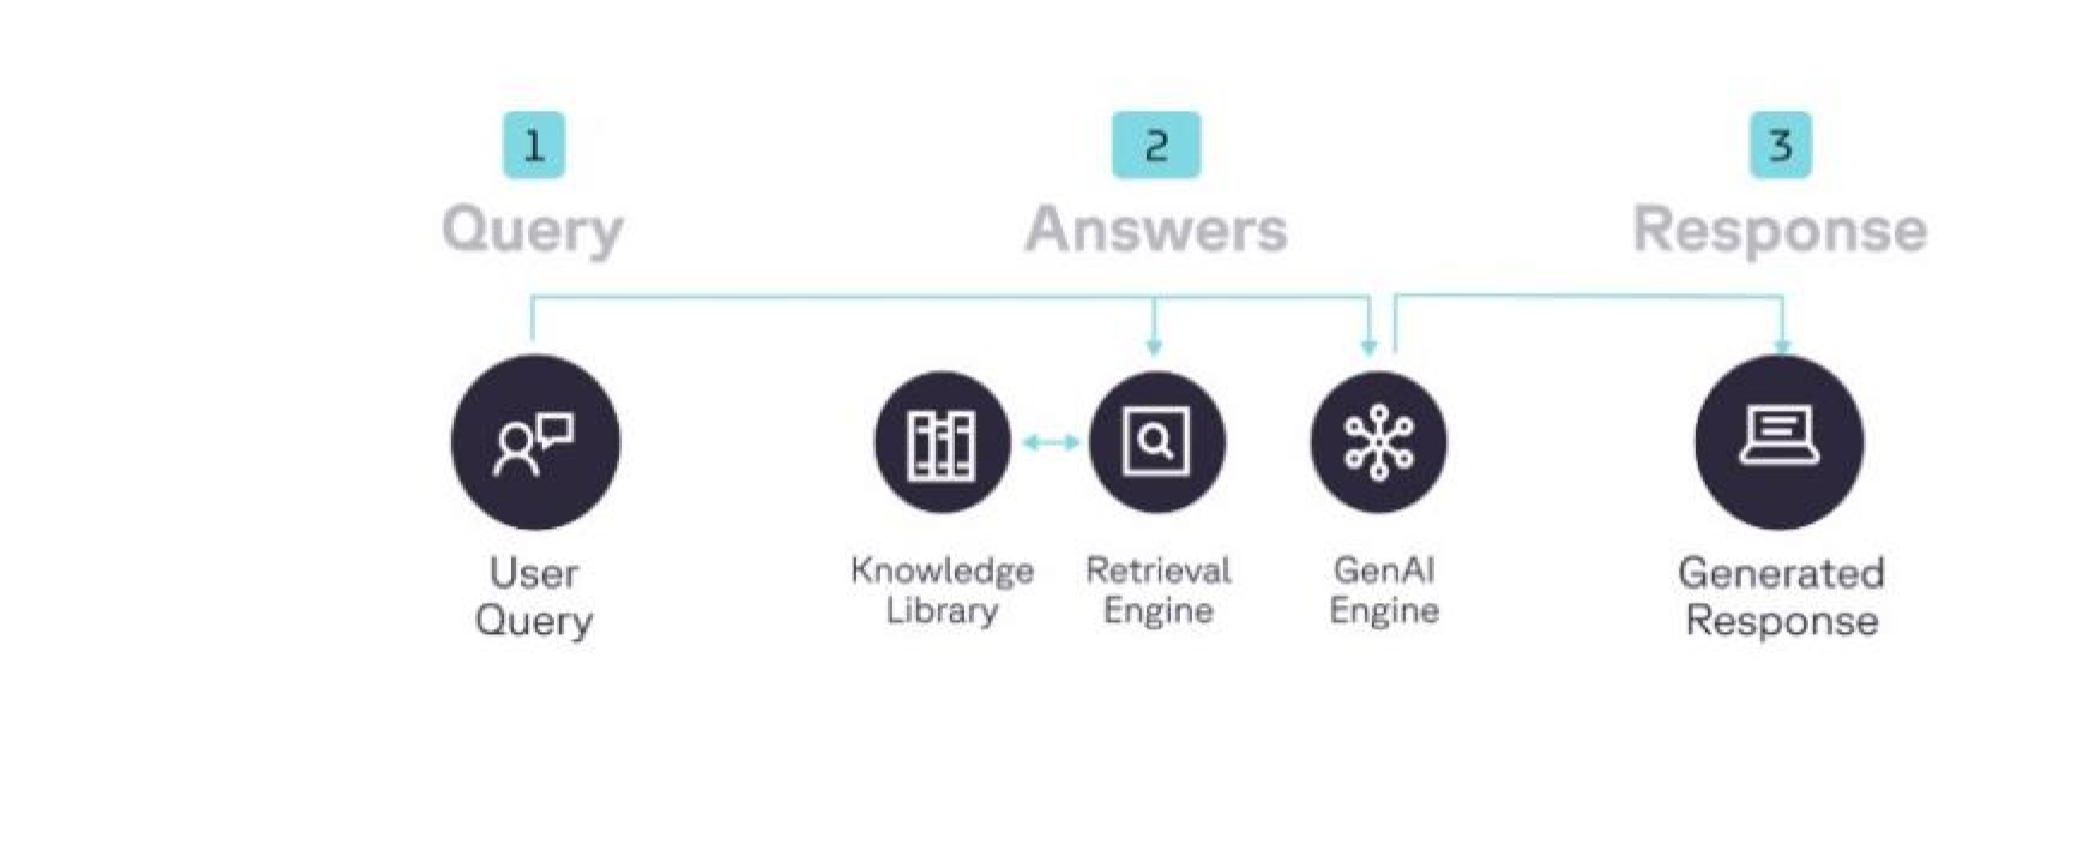 1
2
3
Query
Answers
Response
User
Query
Knowledge
Library
Retrieval
Engine
GenAI
Engine
Generated
Response